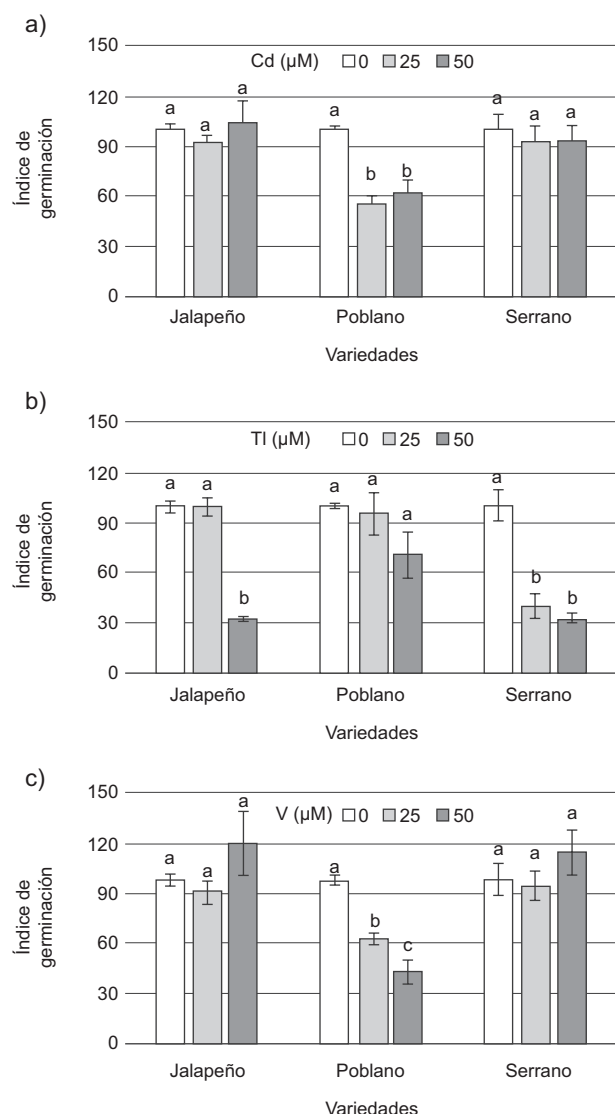 a)
150
Cd (µM) 0 25 50
120
90
60
30
0
Índice de
germinación
a a a a b b a a a
Jalapeño Poblano Serrano
Variedades
b)
150
Tl (µM) 0 25 50
120
90
60
30
0
Índice de
germinación
a a b a a a a b b
Jalapeño Poblano Serrano
Variedades
c)
150
V (µM) 0 25 50
120
90
60
30
0
Índice de
germinación
a a a a b c a a a
Jalapeño Poblano Serrano
Variedades